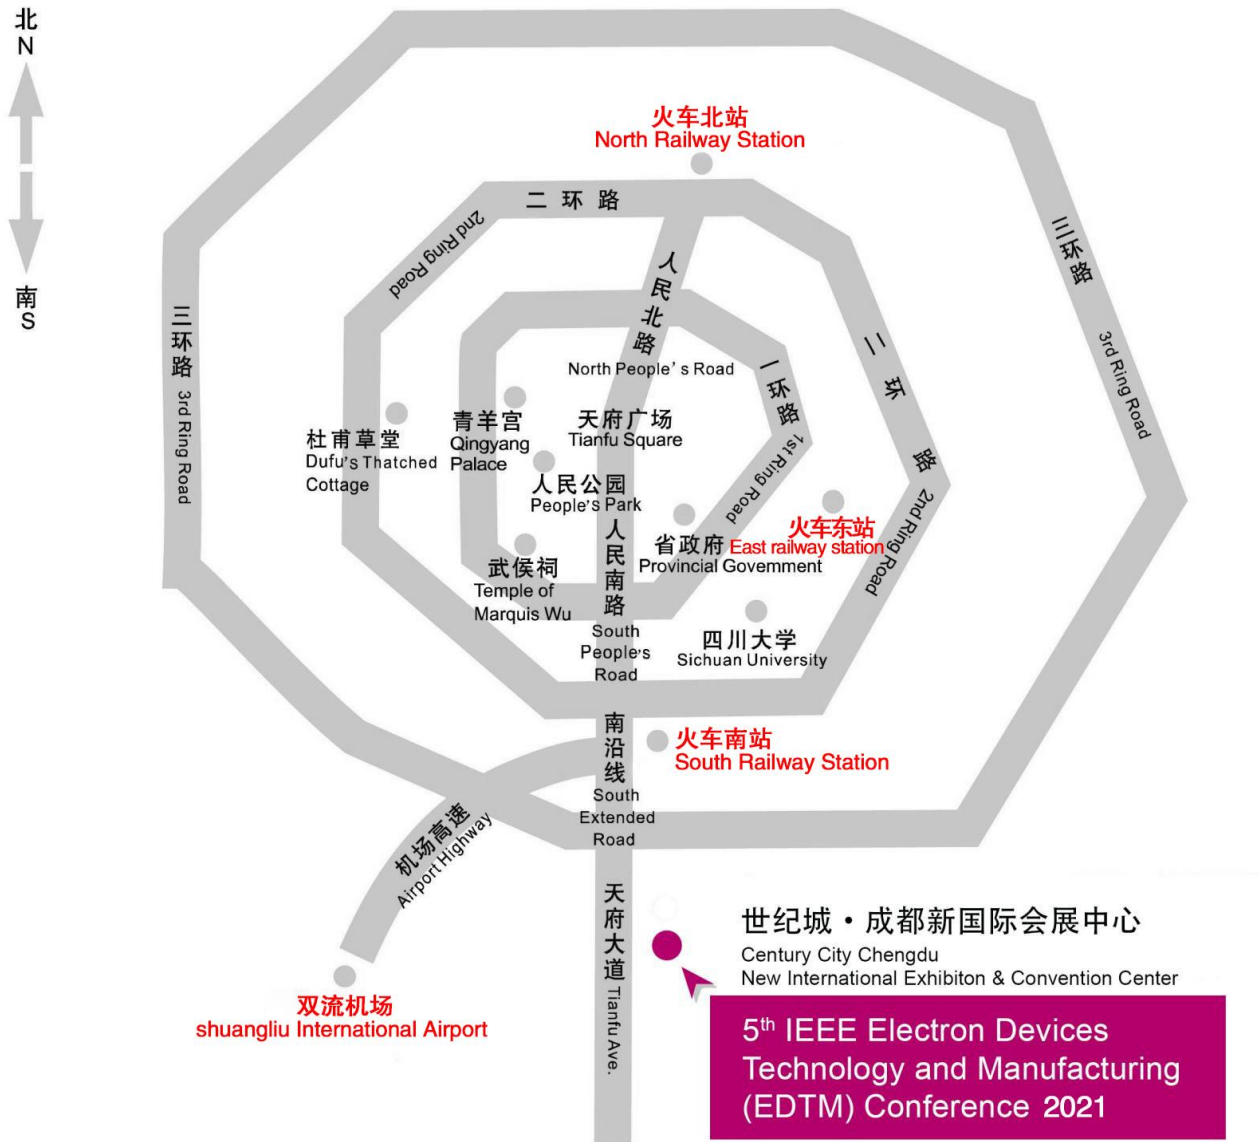 北
N
南
S
火车北站
North Railway Station
二环路
2nd Ring Road
三环路
3rd Ring Road
三环路
3rd Ring Road
人民北路
North People's Road
一环路
1st Ring Road
二环路
2nd Ring Road
杜甫草堂
Dufu's Thatched
Cottage
青羊宫
Qingyang
Palace
天府广场
Tianfu Square
人民公园
People's Park
武侯祠
Temple of
Marquis Wu
人民南路
South
People's
Road
省政府
Provincial Govemment
火车东站
East railway station
四川大学
Sichuan University
南沿线
South
Extended
Road
火车南站
South Railway Station
机场高速
Airport Highway
双流机场
shuangliu International Airport
天府大道
Tianfu Ave.
世纪城·成都新国际会展中心
Century City Chengdu
New International Exhibiton & Convention Center
5th IEEE Electron Devices
Technology and Manufacturing
(EDTM) Conference 2021